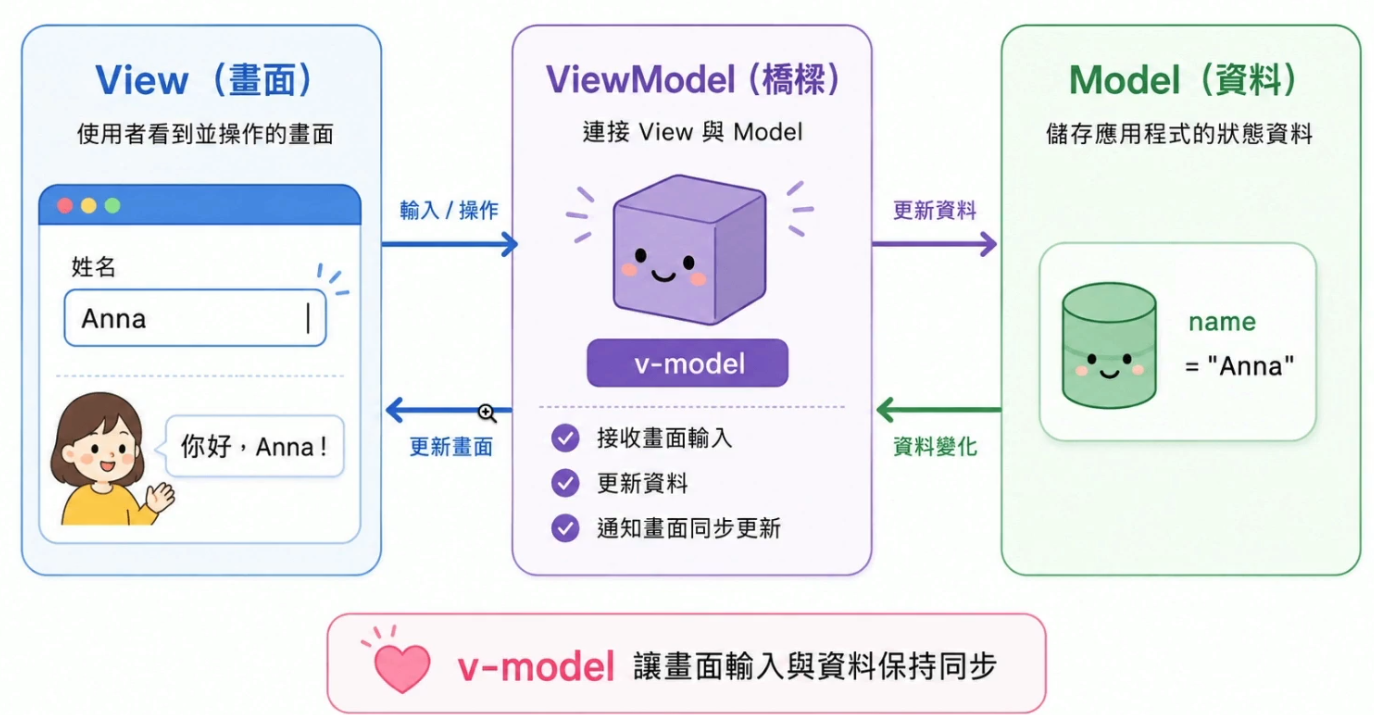 View（畫面）
使用者看到並操作的畫面
姓名
Anna
你好，Anna！
輸入 / 操作
更新畫面
ViewModel（橋樑）
連接 View 與 Model
v-model
接收畫面輸入
更新資料
通知畫面同步更新
更新資料
資料變化
Model（資料）
儲存應用程式的狀態資料
name
= "Anna"
v-model 讓畫面輸入與資料保持同步